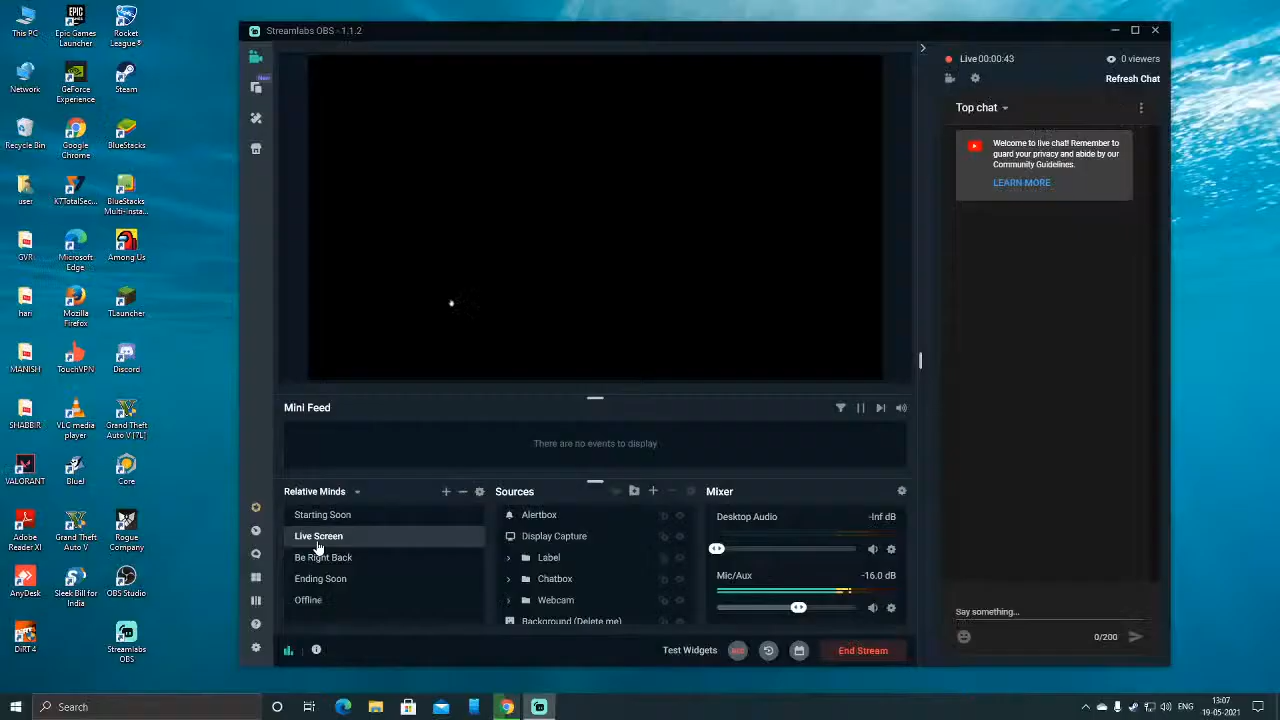 This PC
Epic Games
Launcher
Rocket
League®
Network
GeForce
Experience
Steam
Recycle Bin
Google
Chrome
BlueStacks
user
K7TotalSec...
BlueStacks
Multi-Insta...
GVR
Microsoft
Edge
Among Us
hari
Mozilla
Firefox
TLauncher
MANISH
TouchVPN
Discord
SHABBIR
VLC media
player
Grand Theft
Auto V [7L]
VALORANT
BlueJ
Core
Adobe
Reader XI
Grand Theft
Auto V
Rogue
Company
AnyDesk
Sleek Bill for
India
OBS Studio
DiRT 4
Streamlabs
OBS
Streamlabs OBS - 1.1.2
New
Live 00:00:43
0 viewers
Refresh Chat
Top chat
Welcome to live chat! Remember to
guard your privacy and abide by our
Community Guidelines.
LEARN MORE
Mini Feed
There are no events to display
Relative Minds
Starting Soon
Live Screen
Be Right Back
Ending Soon
Offline
Sources
Alertbox
Display Capture
Label
Chatbox
Webcam
Background (Delete me)
Mixer
Desktop Audio
-Inf dB
Mic/Aux
-16.0 dB
Test Widgets
REC
End Stream
Say something...
0/200
Search
ENG
13:07
19-05-2021